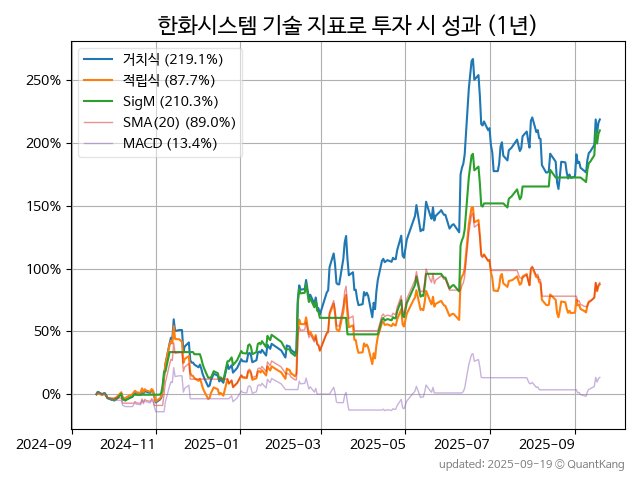 한화시스템 기술 지표로 투자 시 성과 (1년)
거치식 (219.1%)
적립식 (87.7%)
SigM (210.3%)
SMA(20) (89.0%)
MACD (13.4%)
250%
200%
150%
100%
50%
0%
2024-09 2024-11 2025-01 2025-03 2025-05 2025-07 2025-09
updated: 2025-09-19 © QuantKang